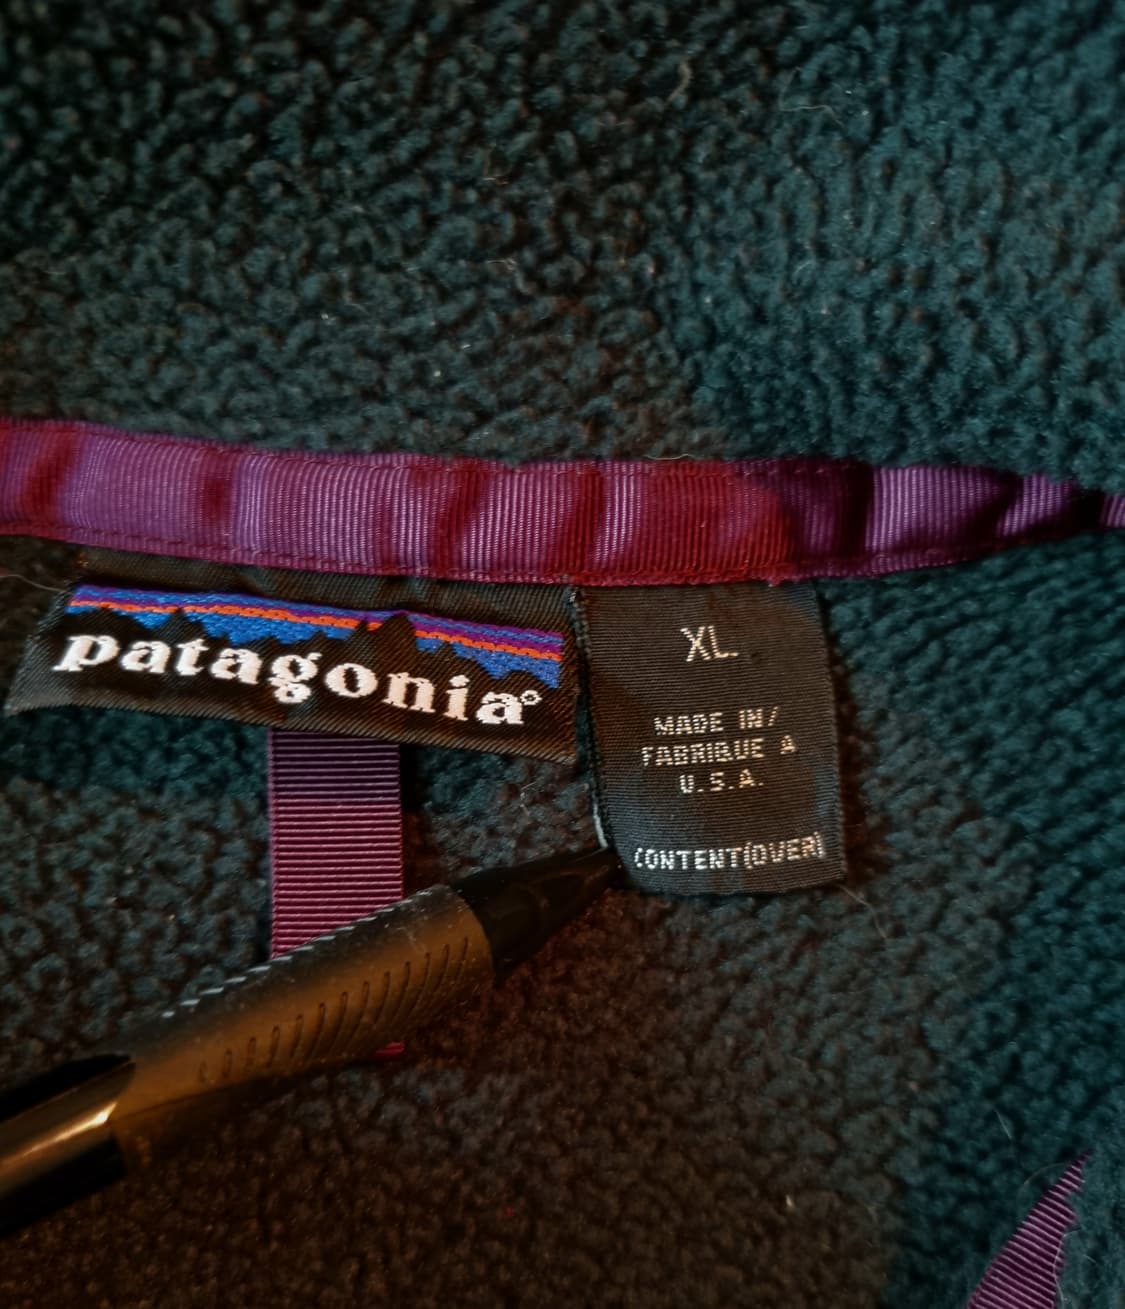 patagonia®
XL
MADE IN/
FABRIQUE A
U.S.A.
CONTENT(OVER)